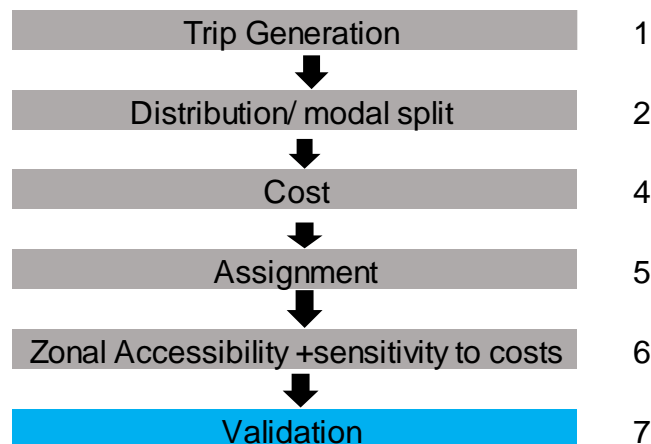 Trip Generation 1
Distribution/ modal split 2
Cost 4
Assignment 5
Zonal Accessibility +sensitivity to costs 6
Validation 7